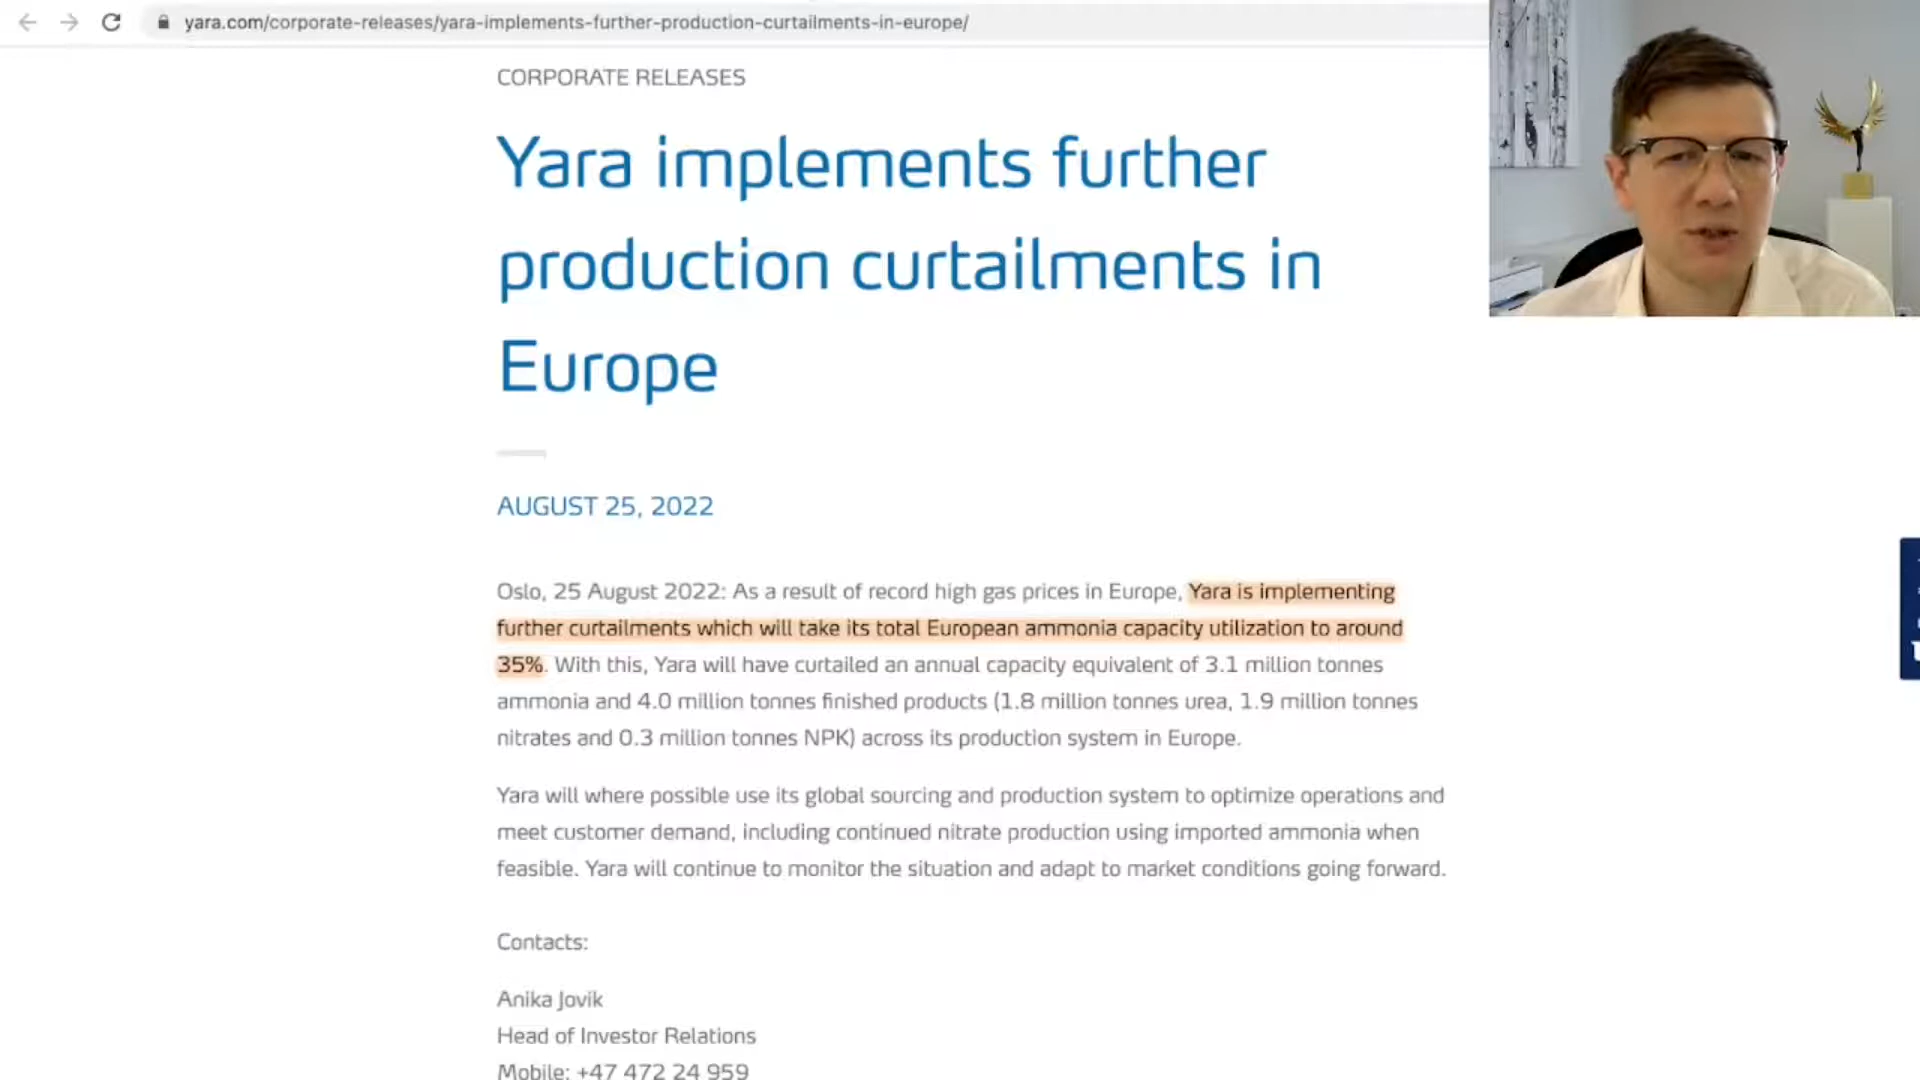 yara.com/corporate-releases/yara-implements-further-production-curtailments-in-europe/
CORPORATE RELEASES
Yara implements further
production curtailments in
Europe
AUGUST 25, 2022
Oslo, 25 August 2022: As a result of record high gas prices in Europe, Yara is implementing
further curtailments which will take its total European ammonia capacity utilization to around
35%. With this, Yara will have curtailed an annual capacity equivalent of 3.1 million tonnes
ammonia and 4.0 million tonnes finished products (1.8 million tonnes urea, 1.9 million tonnes
nitrates and 0.3 million tonnes NPK) across its production system in Europe.
Yara will where possible use its global sourcing and production system to optimize operations and
meet customer demand, including continued nitrate production using imported ammonia when
feasible. Yara will continue to monitor the situation and adapt to market conditions going forward.
Contacts:
Anika Jovik
Head of Investor Relations
Mobile: +47 472 24 959